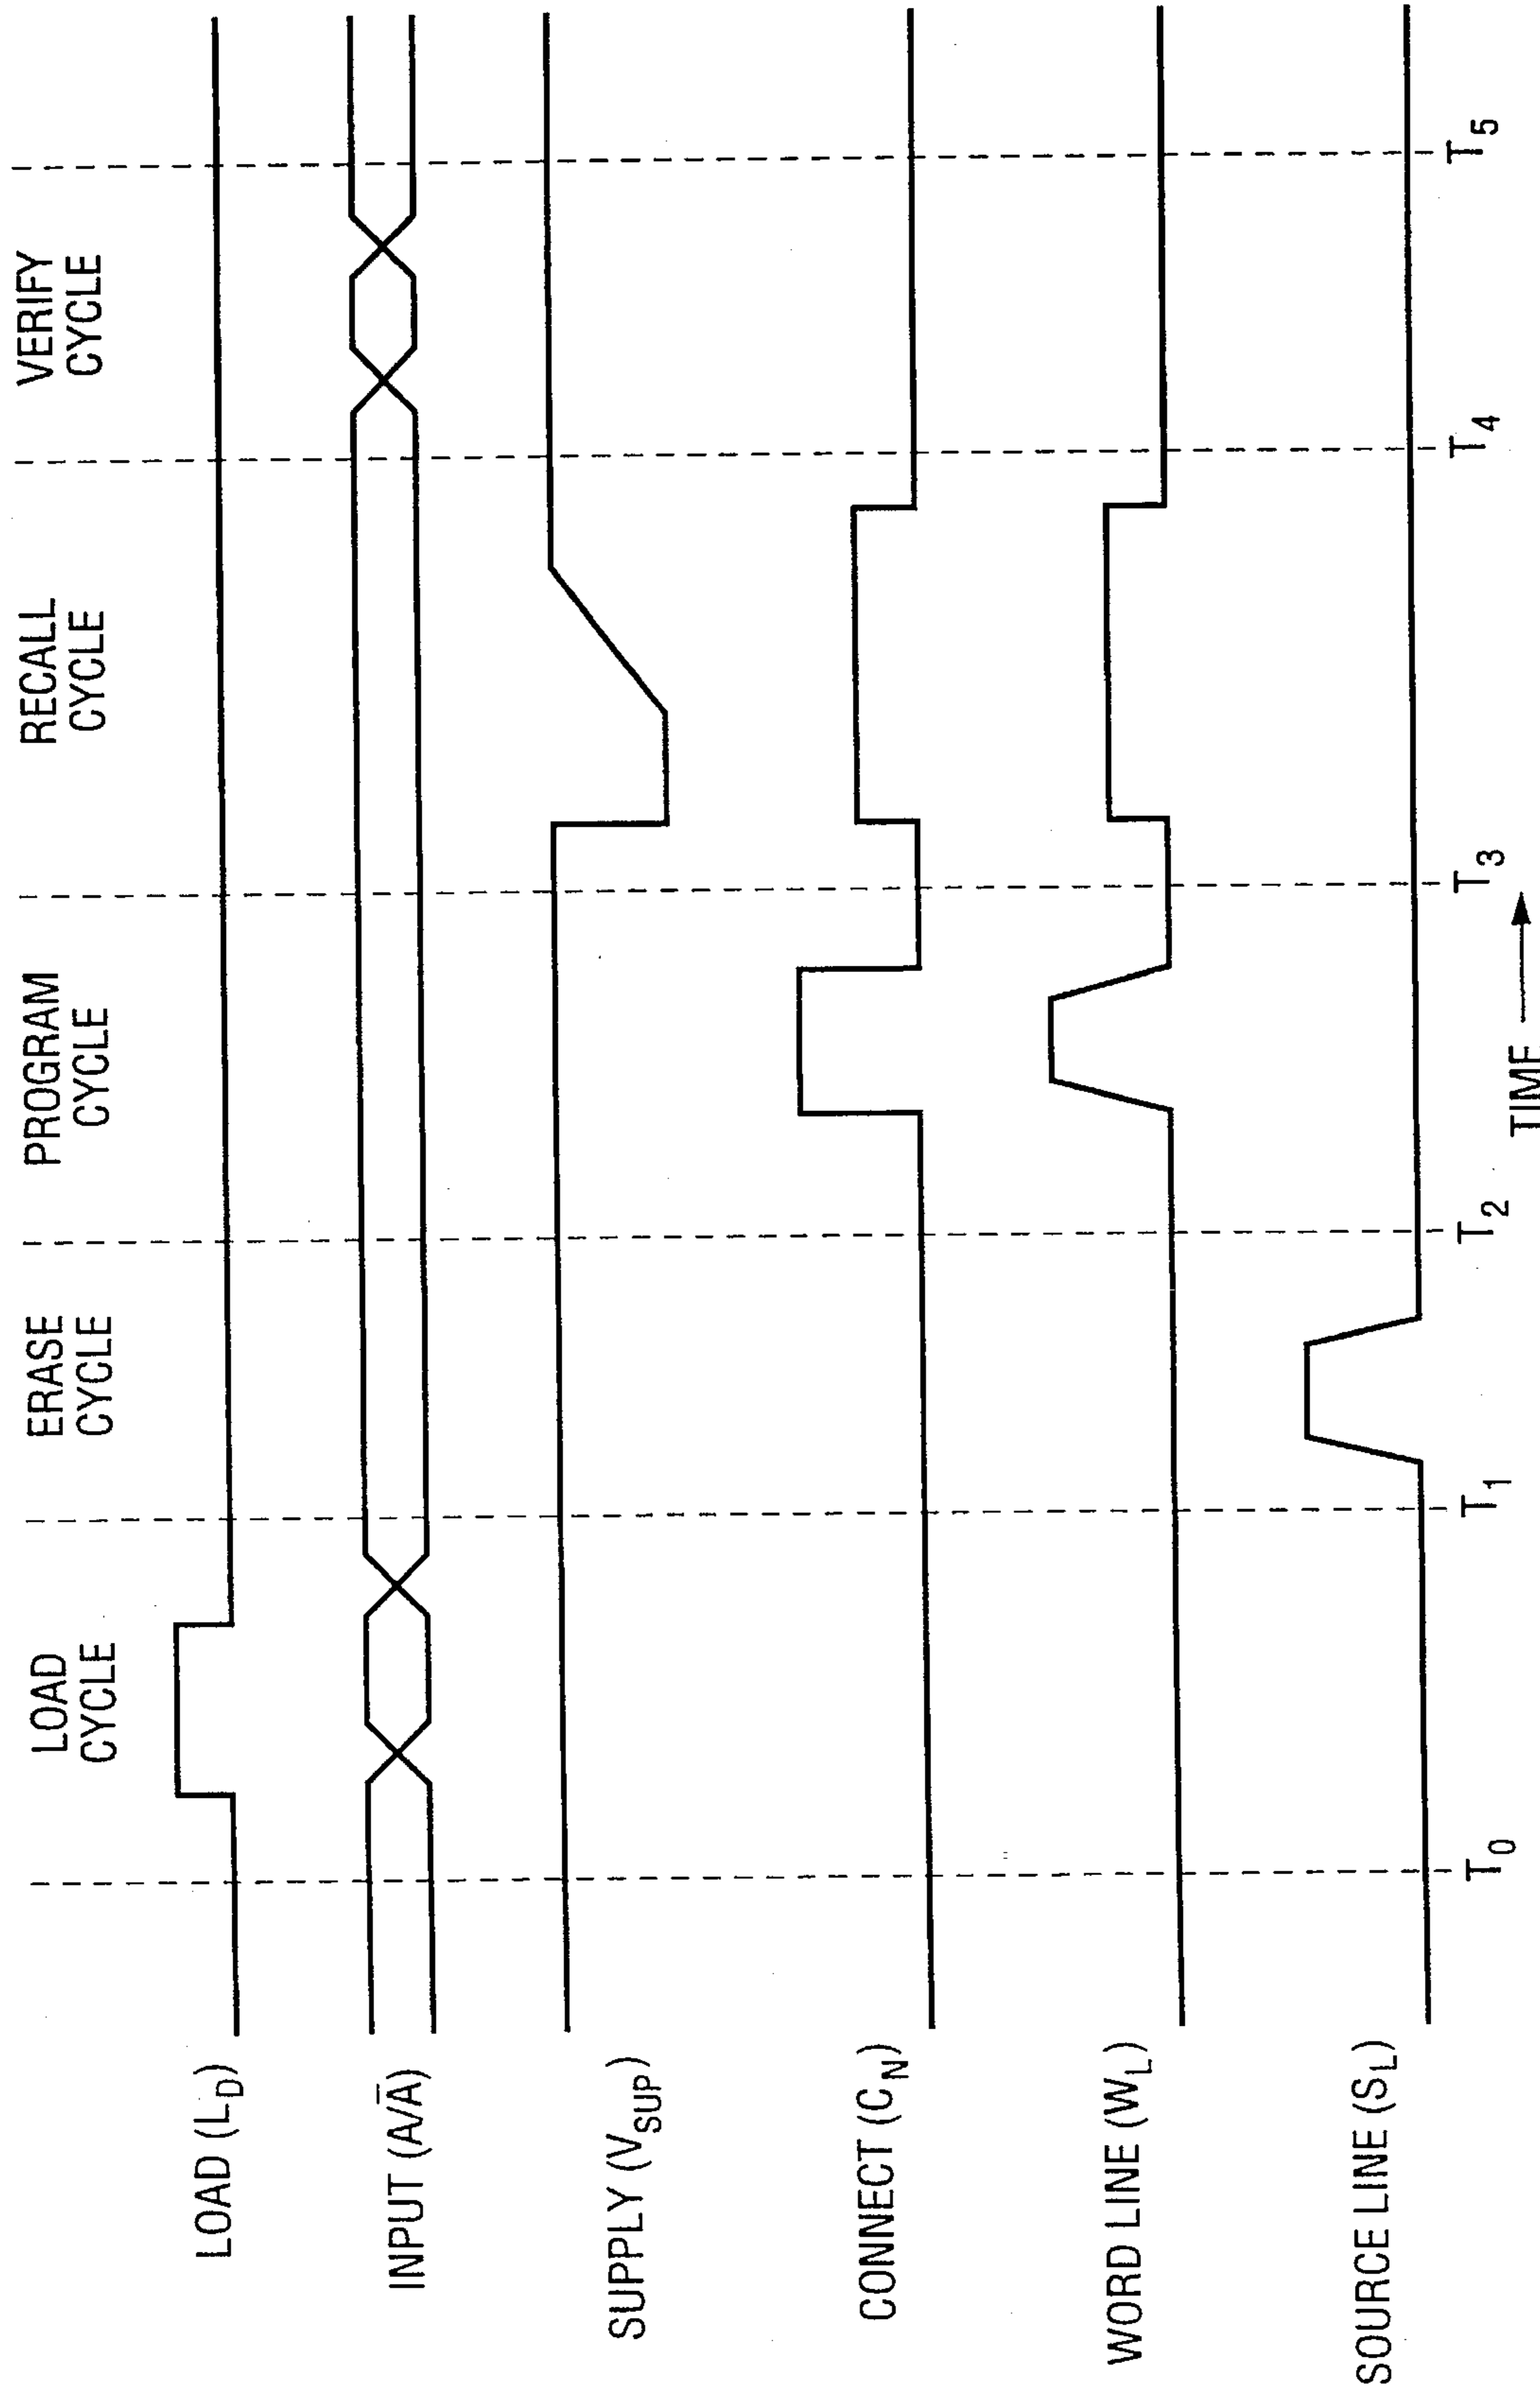 LOAD
CYCLE
ERASE
CYCLE
PROGRAM
CYCLE
RECALL
CYCLE
VERIFY
CYCLE
LOAD (L_D)
INPUT (A/A̅)
SUPPLY (V_SUP)
CONNECT (C_N)
WORD LINE (W_L)
SOURCE LINE (S_L)
T_0
T_1
T_2
T_3
T_4
T_5
TIME